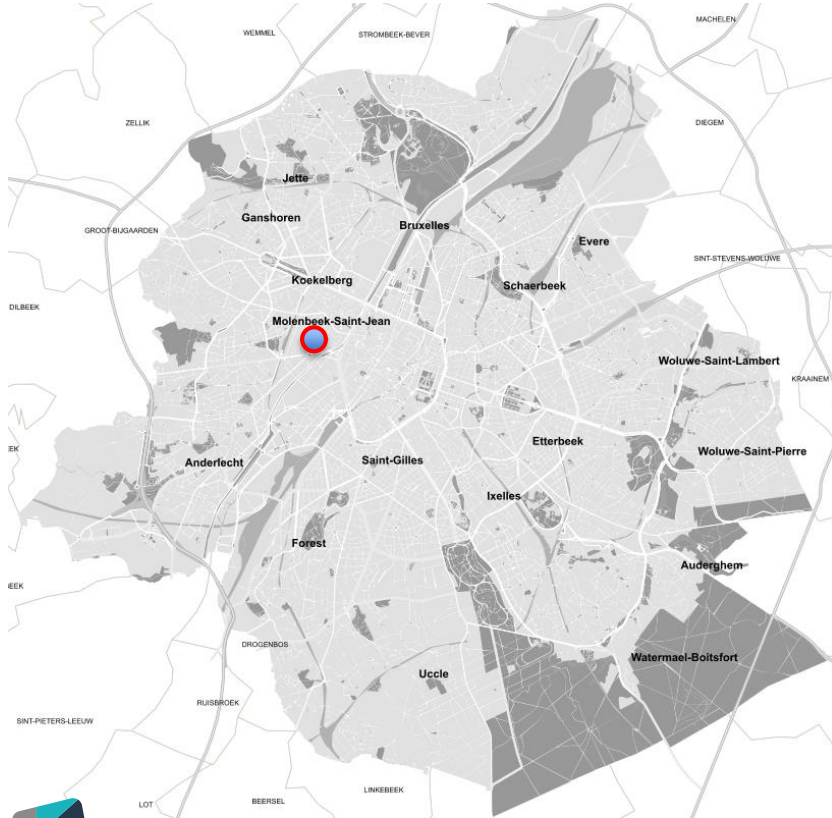 MACHELEN
WEMMEL
STROMBEEK-BEVER
ZELLIK
DIEGEM
Jette
Ganshoren
Bruxelles
GROOT-BIJGAARDEN
Evere
SINT-STEVENS-WOLUWE
Koekelberg
Schaerbeek
DILBEEK
Molenbeek-Saint-Jean
Woluwe-Saint-Lambert
KRAAINEM
Etterbeek
EEK
Woluwe-Saint-Pierre
Anderlecht
Saint-Gilles
Ixelles
Forest
Auderghem
BEEK
DROGENBOS
Watermael-Boitsfort
Uccle
RUISBROEK
SINT-PIETERS-LEEUW
LINKEBEEK
BEERSEL
LOT